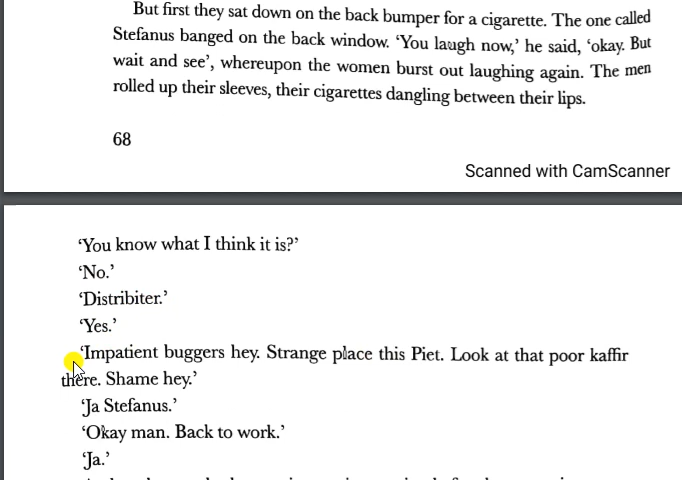 But first they sat down on the back bumper for a cigarette. The one called
Stefanus banged on the back window. ‘You laugh now,’ he said, ‘okay. But
wait and see’, whereupon the women burst out laughing again. The men
rolled up their sleeves, their cigarettes dangling between their lips.
68
Scanned with CamScanner
‘You know what I think it is?’
‘No.’
‘Distribiter.’
‘Yes.’
‘Impatient buggers hey. Strange place this Piet. Look at that poor kaffir
there. Shame hey.’
‘Ja Stefanus.’
‘Okay man. Back to work.’
‘Ja.’